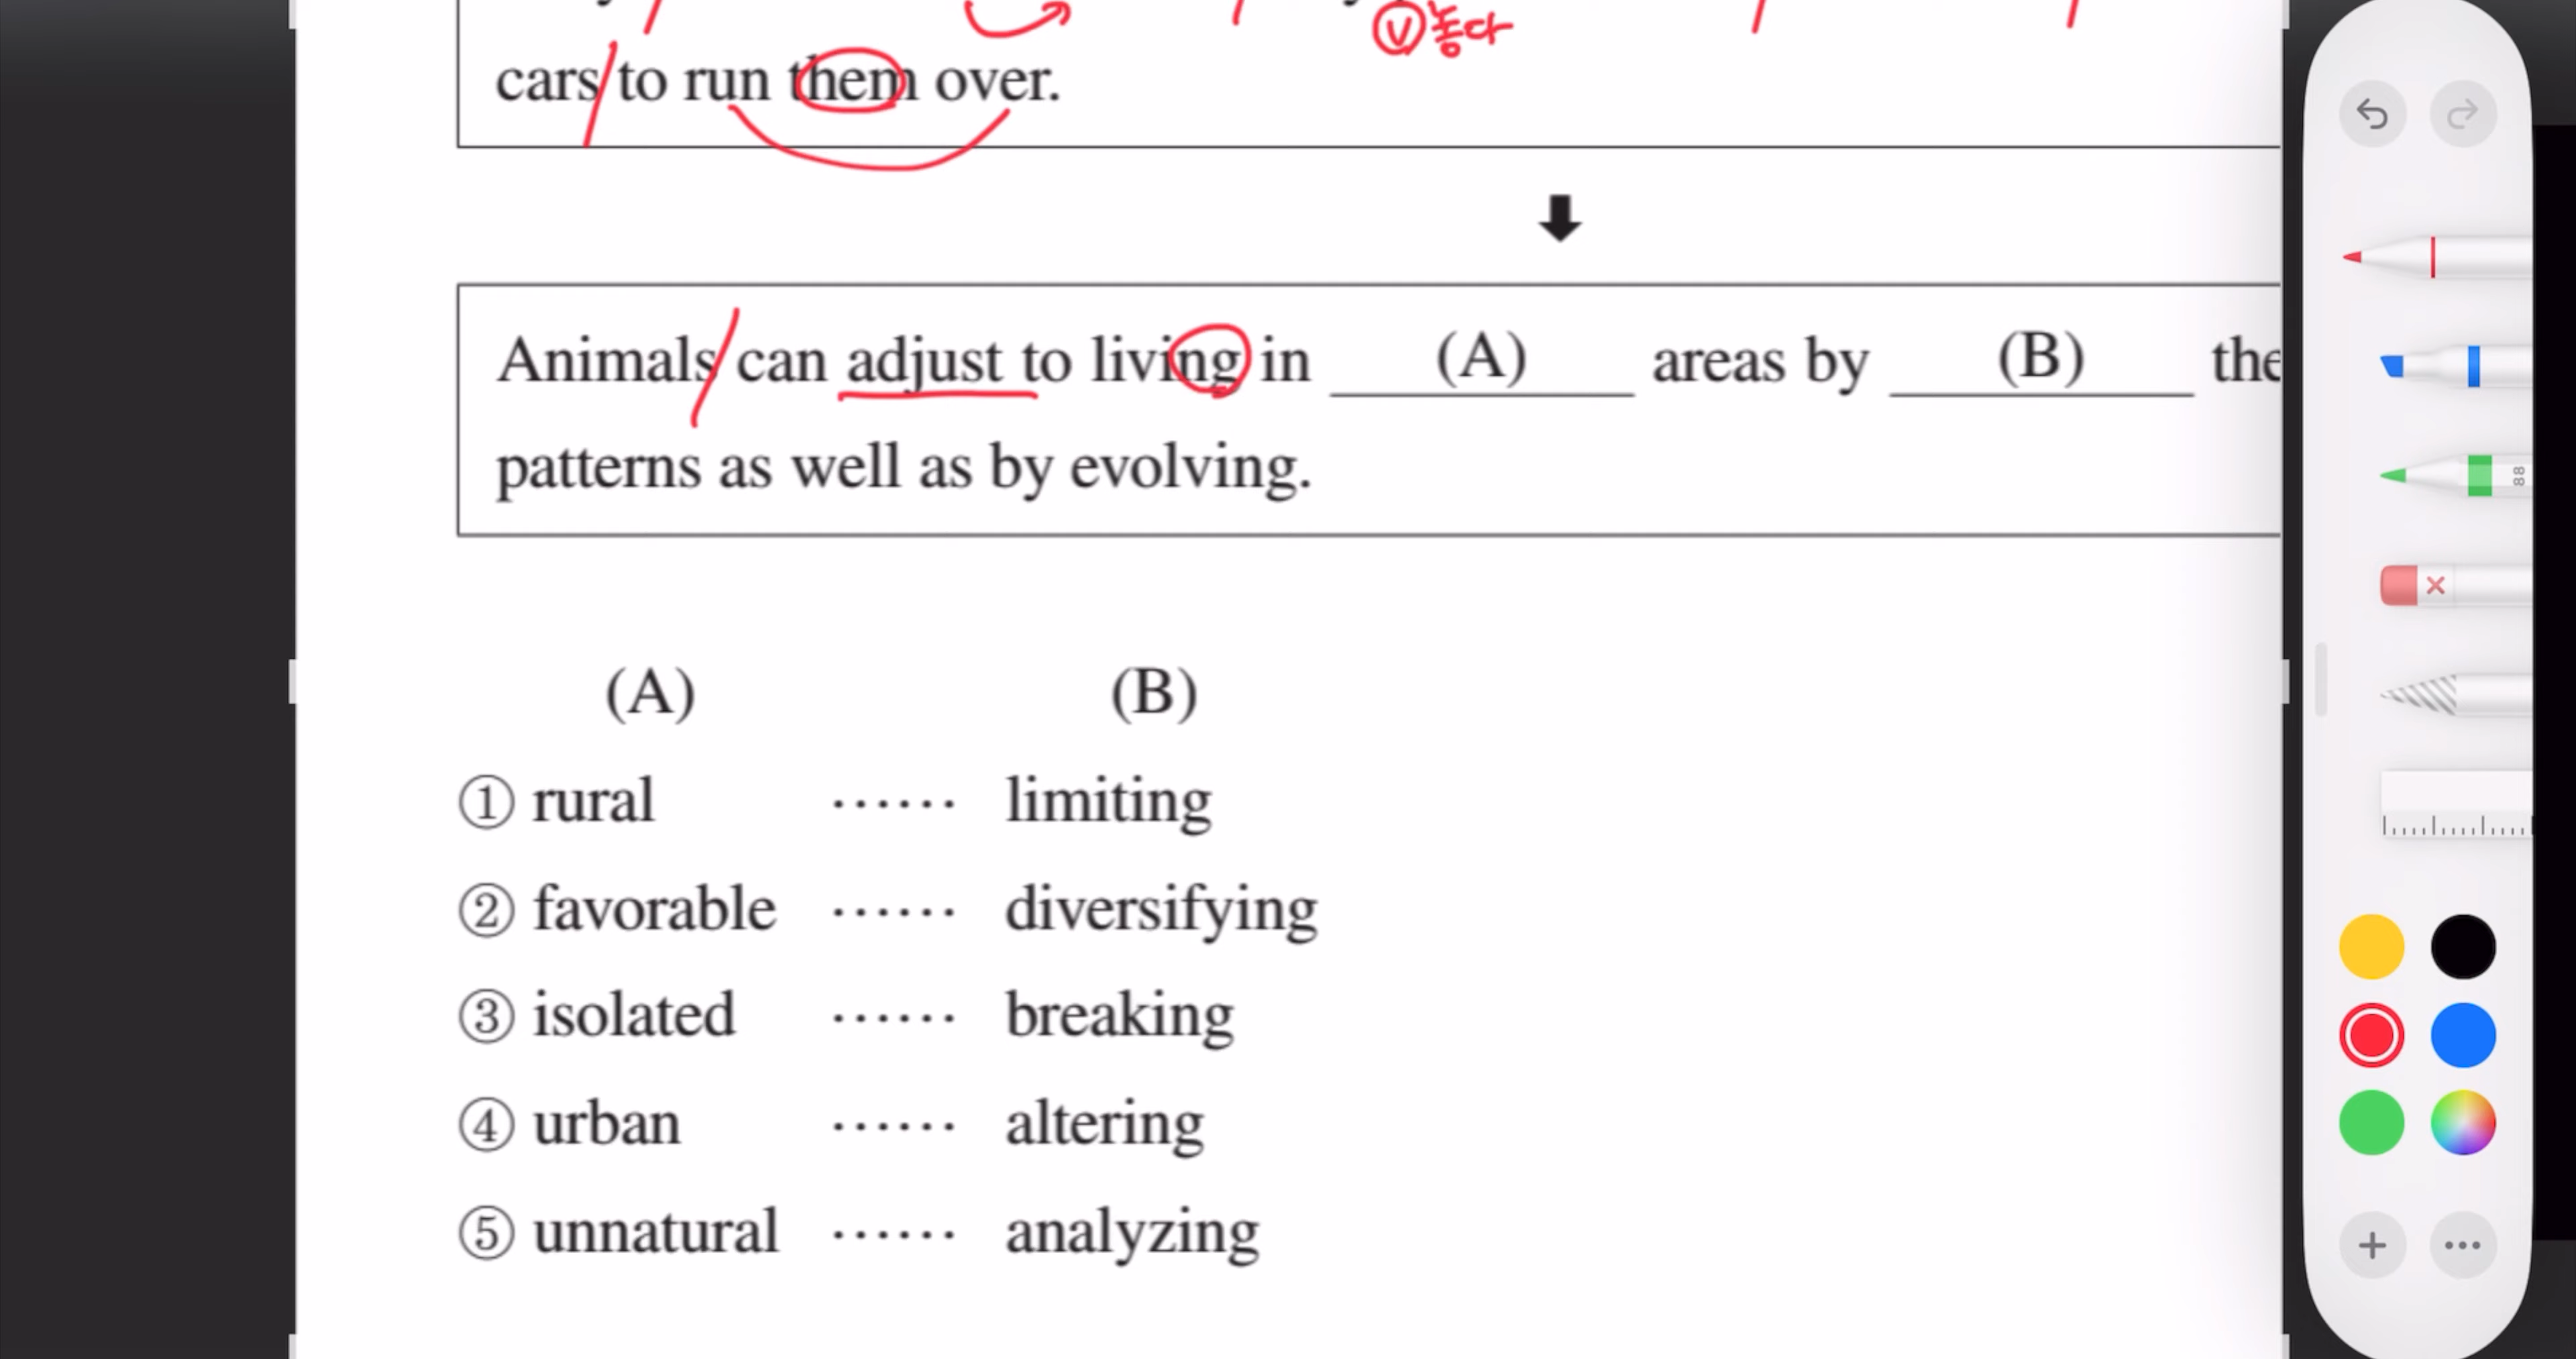 ⓥ놓다
cars to run them over.
Animals can adjust to living in (A) areas by (B) the
patterns as well as by evolving.
(A) (B)
① rural ······ limiting
② favorable ······ diversifying
③ isolated ······ breaking
④ urban ······ altering
⑤ unnatural ······ analyzing
88